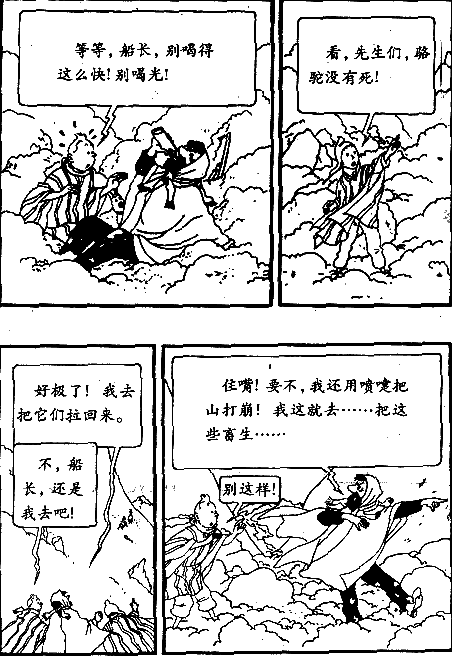 等等，船长，别喝得
这么快！别喝光！
看，先生们，骆
驼没有死！
好极了！我去
把它们拉回来。
不，船
长，还是
我去吧！
住嘴！要不，我还用喷嚏把
山打崩！我这就去……把这
些畜生……
别这样！